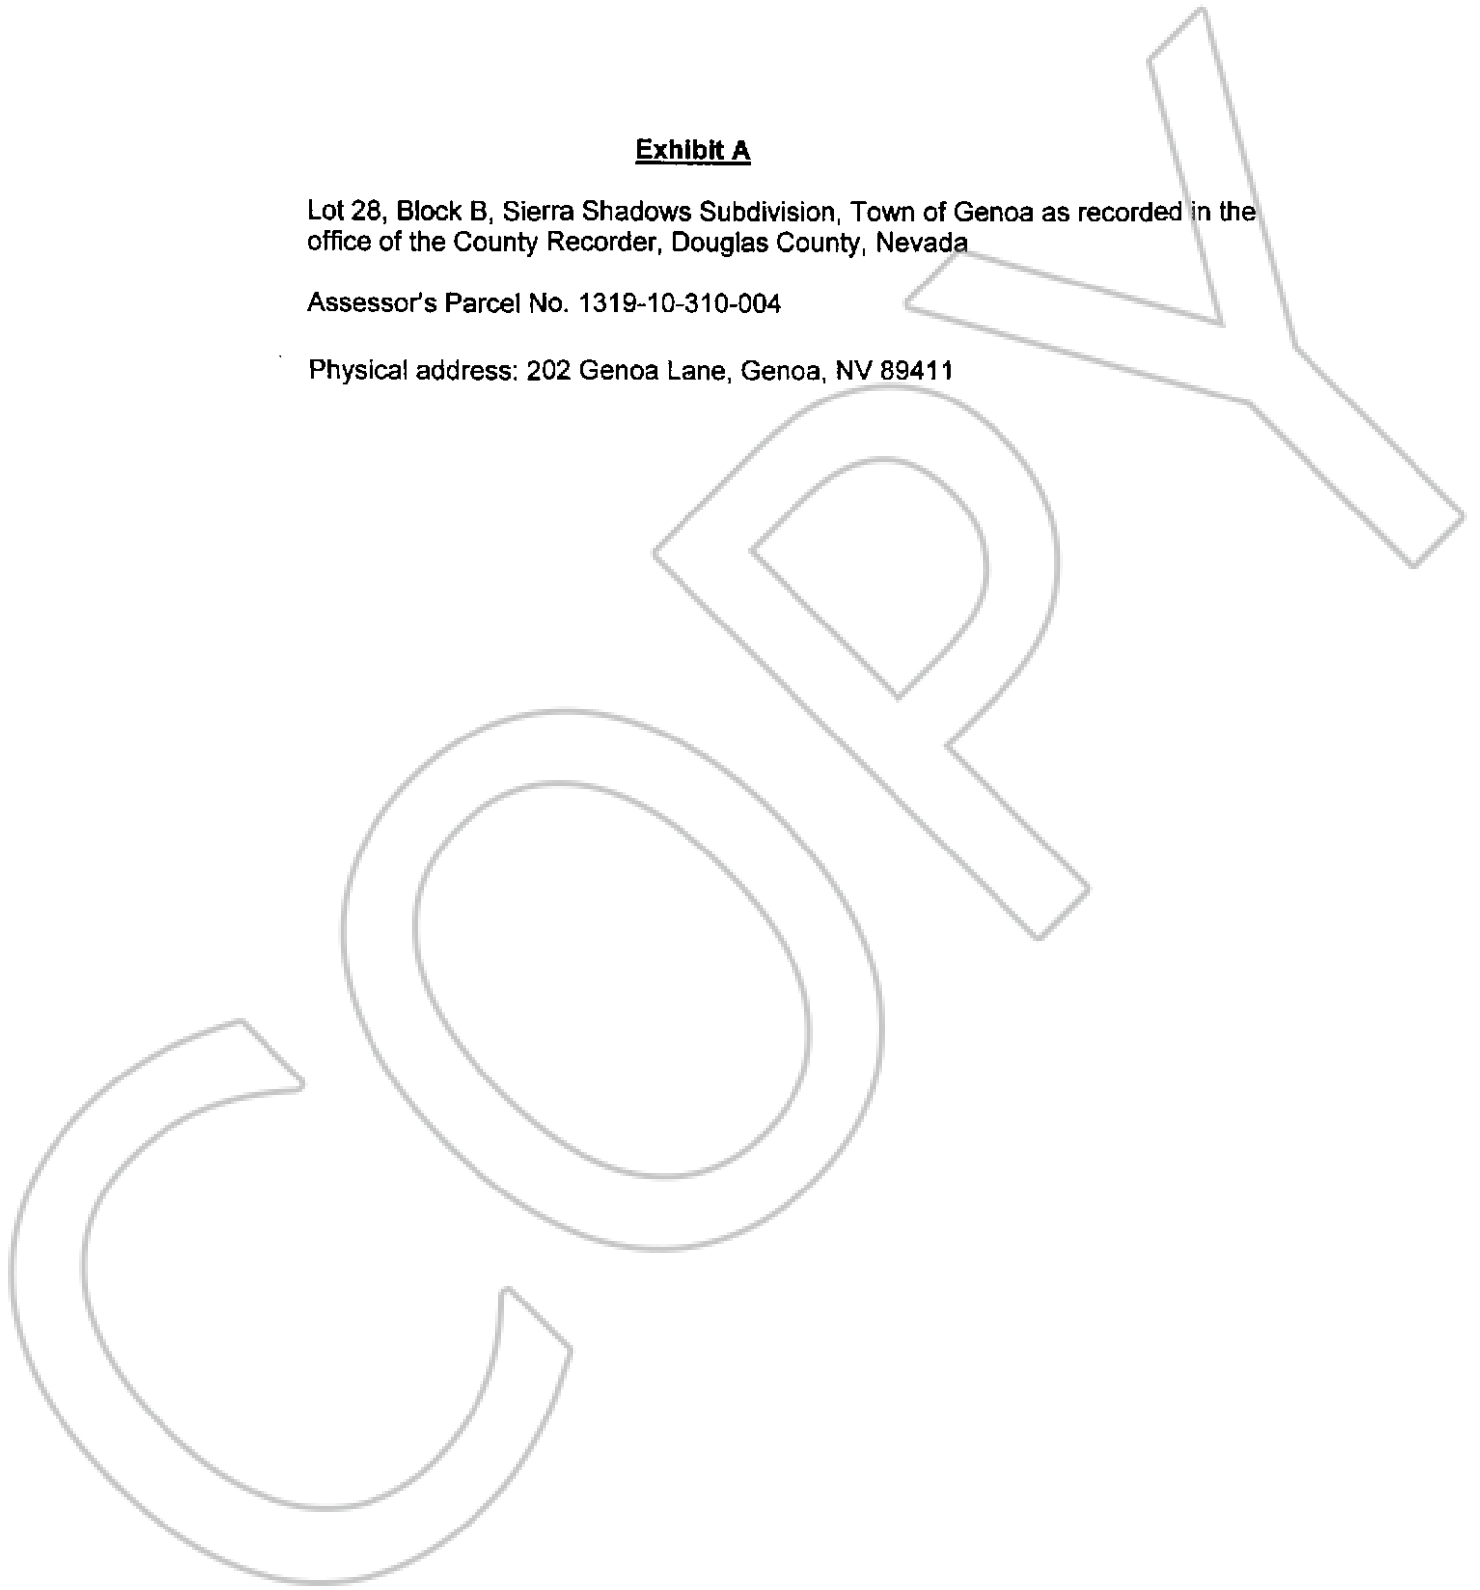 Exhibit A
Lot 28, Block B, Sierra Shadows Subdivision, Town of Genoa as recorded in the
office of the County Recorder, Douglas County, Nevada
Assessor's Parcel No. 1319-10-310-004
Physical address: 202 Genoa Lane, Genoa, NV 89411
COPY